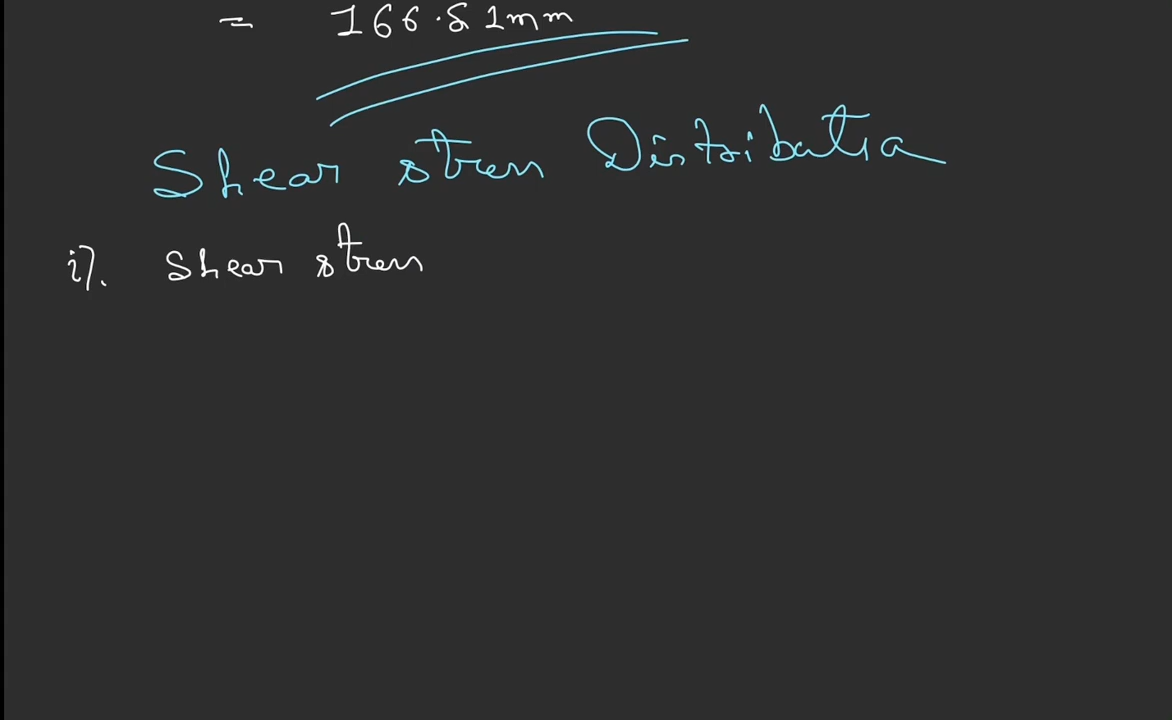 = 166.81mm
Shear stress Distribution
i). Shear stress